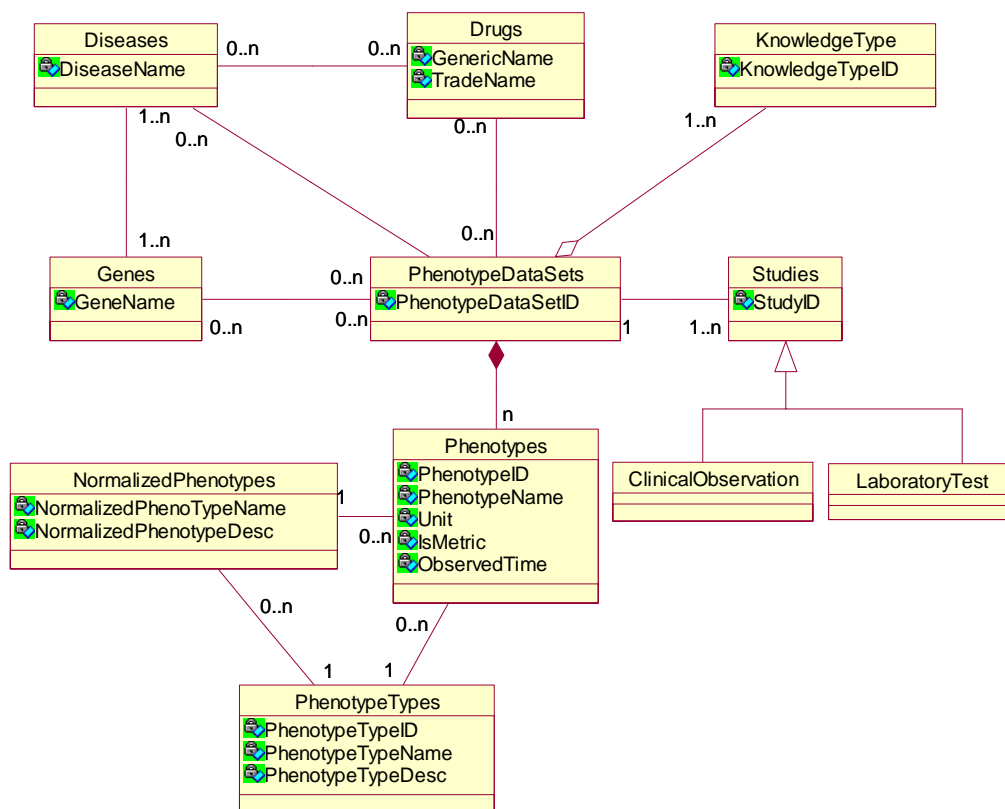 Diseases
DiseaseName
0..n
0..n
Drugs
GenericName
TradeName
KnowledgeType
KnowledgeTypeID
1..n
0..n
0..n
1..n
1..n
0..n
Genes
GeneName
0..n
0..n
0..n
PhenotypeDataSets
PhenotypeDataSetID
1
1..n
Studies
StudyID
n
Phenotypes
PhenotypeID
PhenotypeName
Unit
IsMetric
ObservedTime
NormalizedPhenotypes
NormalizedPhenoTypeName
NormalizedPhenotypeDesc
1
0..n
ClinicalObservation
LaboratoryTest
0..n
0..n
1
1
PhenotypeTypes
PhenotypeTypeID
PhenotypeTypeName
PhenotypeTypeDesc